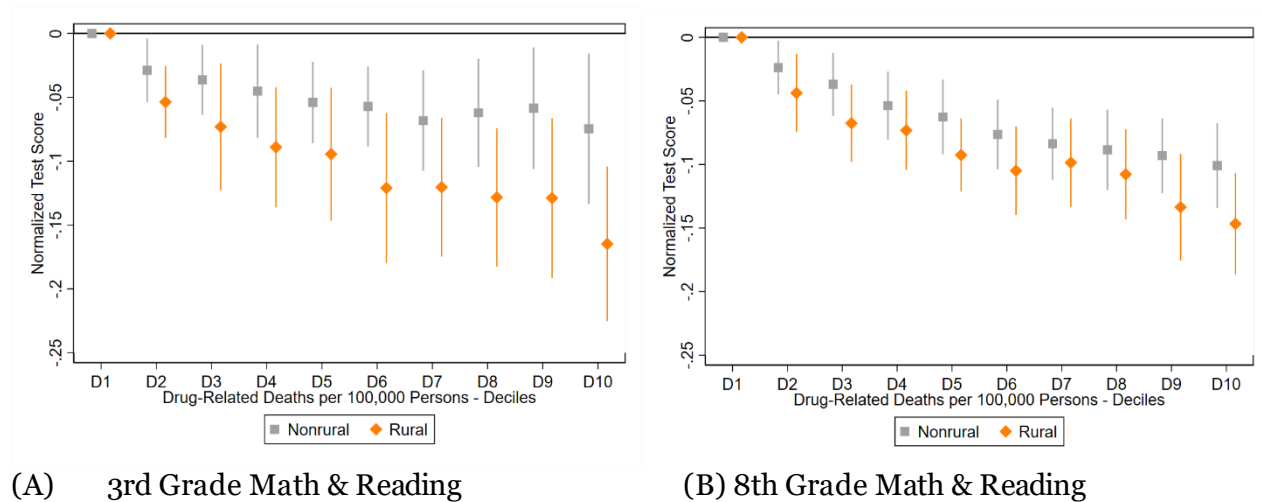 0
-.05
-.1
-.15
-.2
-.25
Normalized Test Score
D1 D2 D3 D4 D5 D6 D7 D8 D9 D10
Drug-Related Deaths per 100,000 Persons - Deciles
Nonrural Rural
(A) 3rd Grade Math & Reading
0
-.05
-.1
-.15
-.2
-.25
Normalized Test Score
D1 D2 D3 D4 D5 D6 D7 D8 D9 D10
Drug-Related Deaths per 100,000 Persons - Deciles
Nonrural Rural
(B) 8th Grade Math & Reading